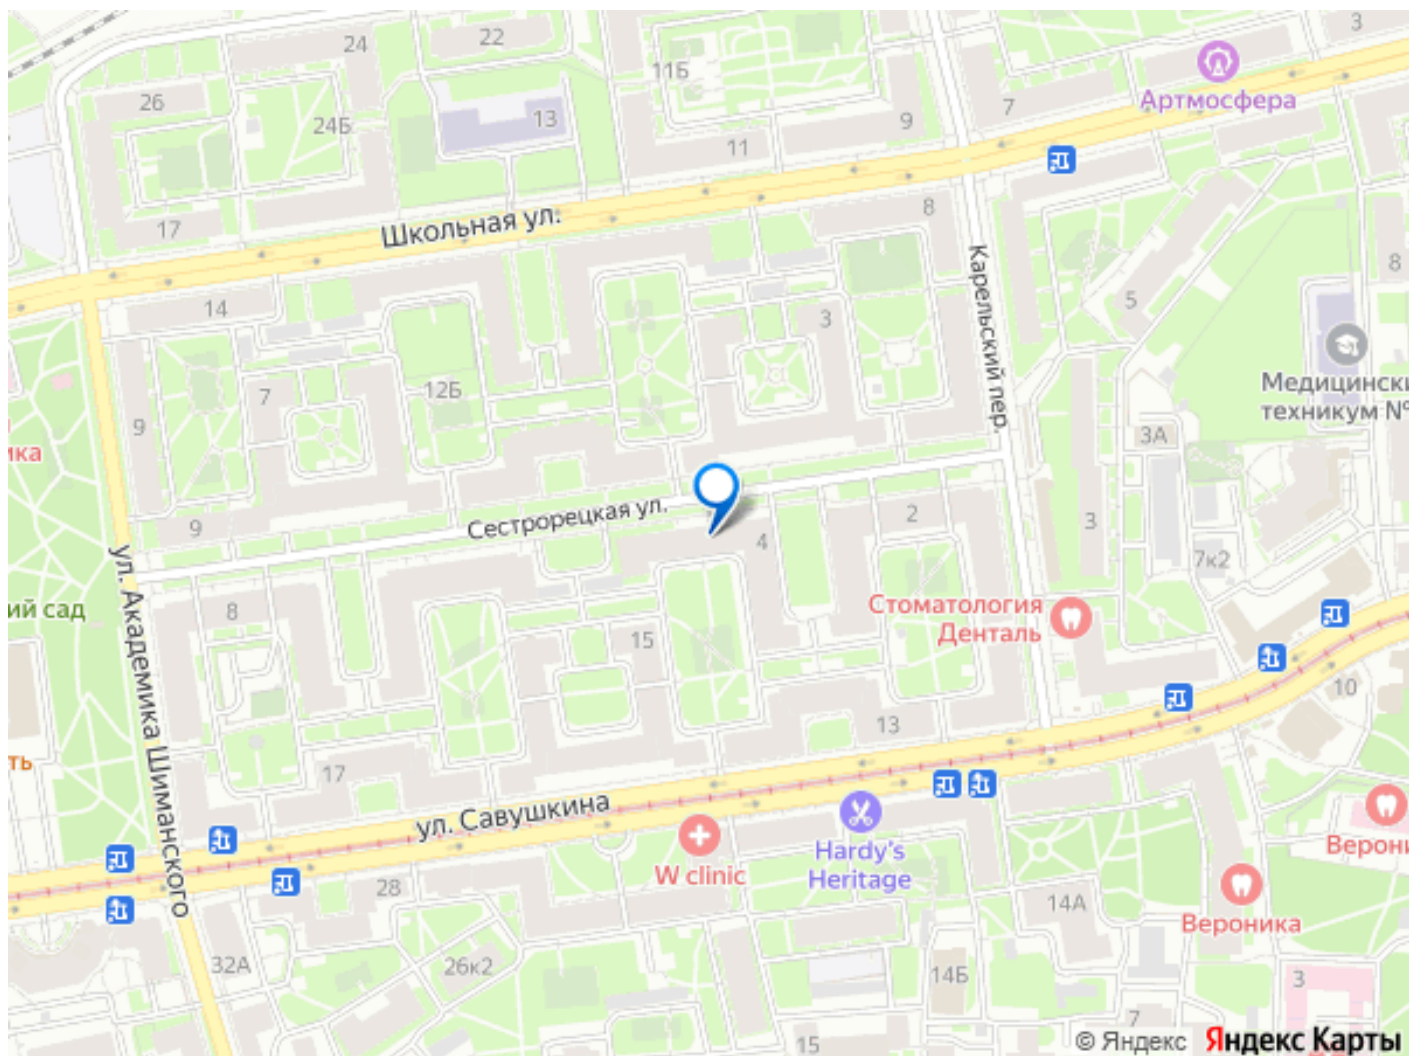 22
3
24
11Б
Артмосфера
26
7
13
9
24Б
11
8
17
Школьная ул.
Карельский пер.
8
14
5
3
7
12Б
Медицински
техникум №
9
3А
ика
Сестрорецкая ул.
2
3
9
4
7к2
ул. Академика Шиманского
8
ий сад
Стоматология
Денталь
15
10
13
ть
17
ул. Савушкина
Hardy's
Heritage
W clinic
Верони
28
14А
Вероника
32А
26к2
14Б
3
7
15
© Яндекс Яндекс Карты